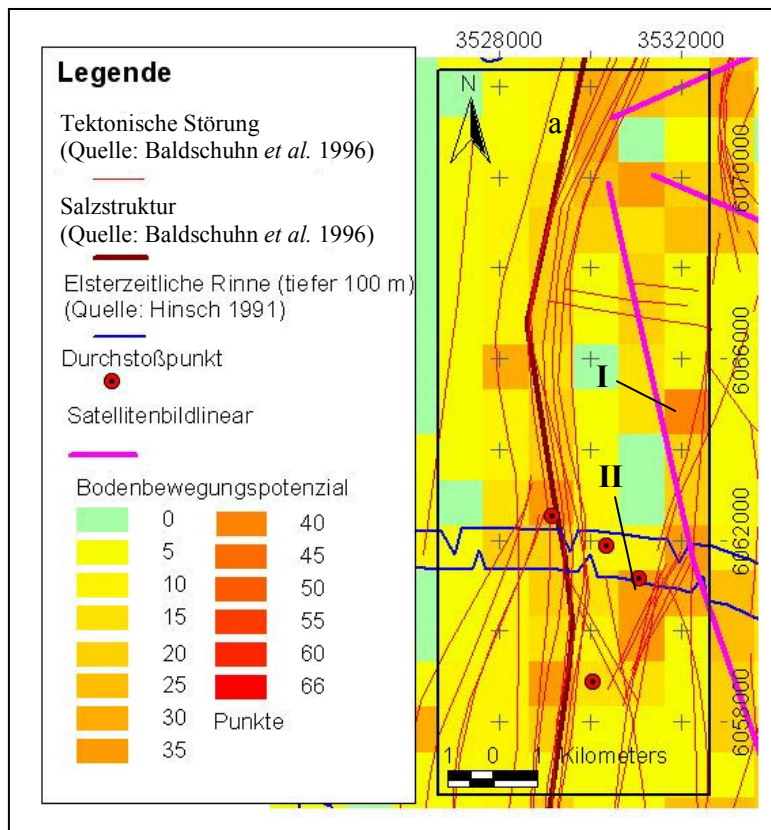 Legende
Tektonische Störung
(Quelle: Baldschuhn et al. 1996)
Salzstruktur
(Quelle: Baldschuhn et al. 1996)
Elsterzeitliche Rinne (tiefer 100 m)
(Quelle: Hinsch 1991)
Durchstoßpunkt
Satellitenbildlinear
Bodenbewegungspotenzial
0
5
10
15
20
25
30
35
40
45
50
55
60
66
Punkte
3528000 3532000
N
a
6070000
6066000
I
II
6062000
6058000
1 0 1 Kilometers